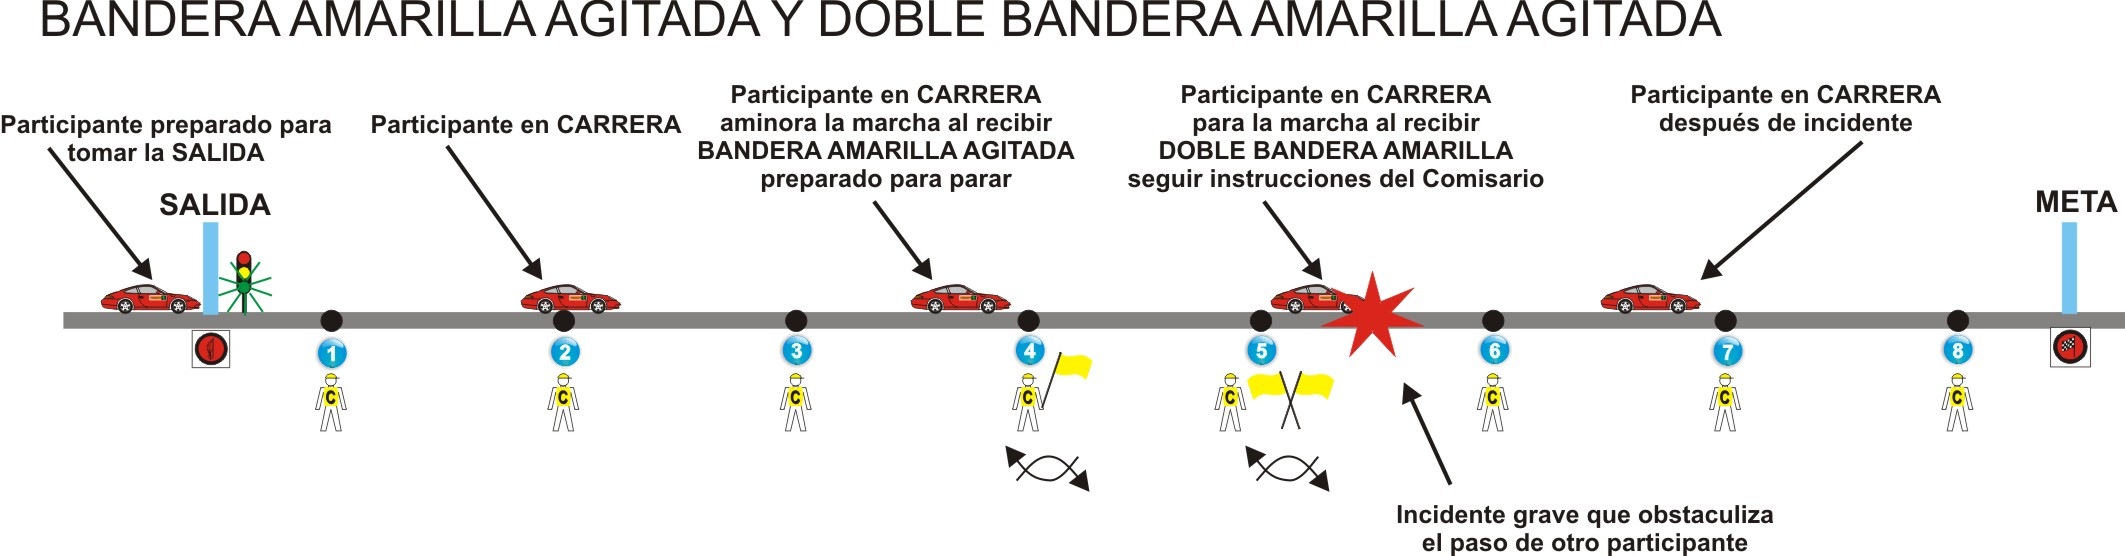 BANDERA AMARILLA AGITADA Y DOBLE BANDERA AMARILLA AGITADA
Participante preparado para
tomar la SALIDA
Participante en CARRERA
Participante en CARRERA
aminora la marcha al recibir
BANDERA AMARILLA AGITADA
preparado para parar
Participante en CARRERA
para la marcha al recibir
DOBLE BANDERA AMARILLA
seguir instrucciones del Comisario
Participante en CARRERA
después de incidente
SALIDA
META
1
2
3
4
5
6
7
8
C
C
C
C
C
C
C
C
Incidente grave que obstaculiza
el paso de otro participante